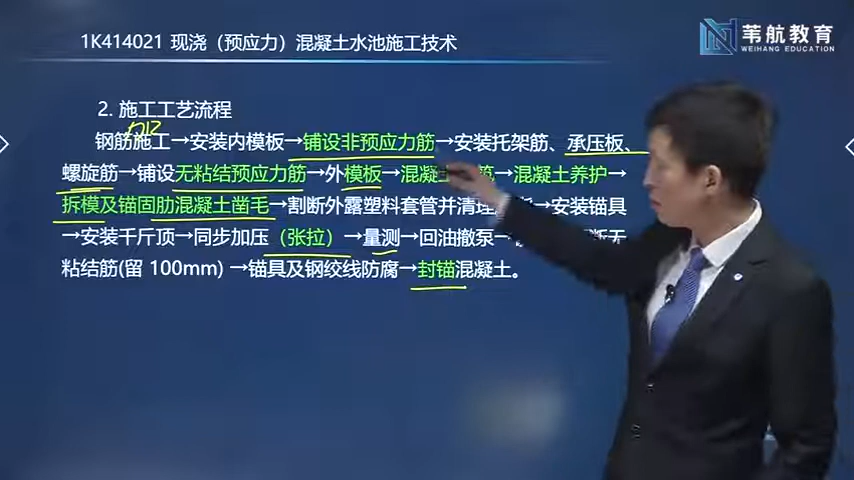 1K414021 现浇（预应力）混凝土水池施工技术
苇航教育
WEIHANG EDUCATION
2. 施工工艺流程
钢筋施工→安装内模板→铺设非预应力筋→安装托架筋、承压板、
螺旋筋→铺设无粘结预应力筋→外模板→混凝土 筑→混凝土养护→
拆模及锚固肋混凝土凿毛→割断外露塑料套管并清理 →安装锚具
→安装千斤顶→同步加压（张拉）→量测→回油撤泵→ 断无
粘结筋(留 100mm) →锚具及钢绞线防腐→封锚混凝土。